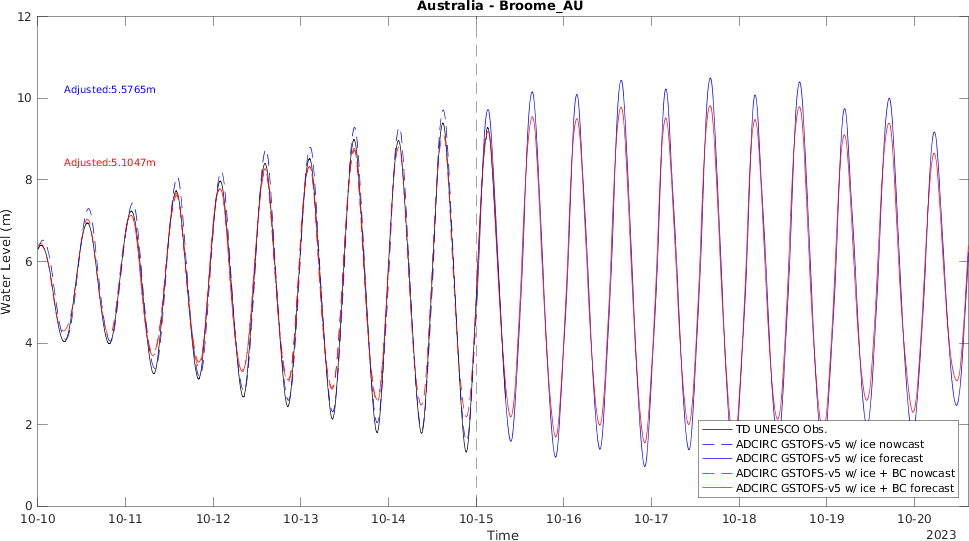 Australia - Broome_AU
12
10
8
6
4
2
0
Water Level (m)
Adjusted:5.5765m
Adjusted:5.1047m
TD UNESCO Obs.
ADCIRC GSTOFS-v5 w/ ice nowcast
ADCIRC GSTOFS-v5 w/ ice forecast
ADCIRC GSTOFS-v5 w/ ice + BC nowcast
ADCIRC GSTOFS-v5 w/ ice + BC forecast
10-10 10-11 10-12 10-13 10-14 10-15 10-16 10-17 10-18 10-19 10-20
Time
2023